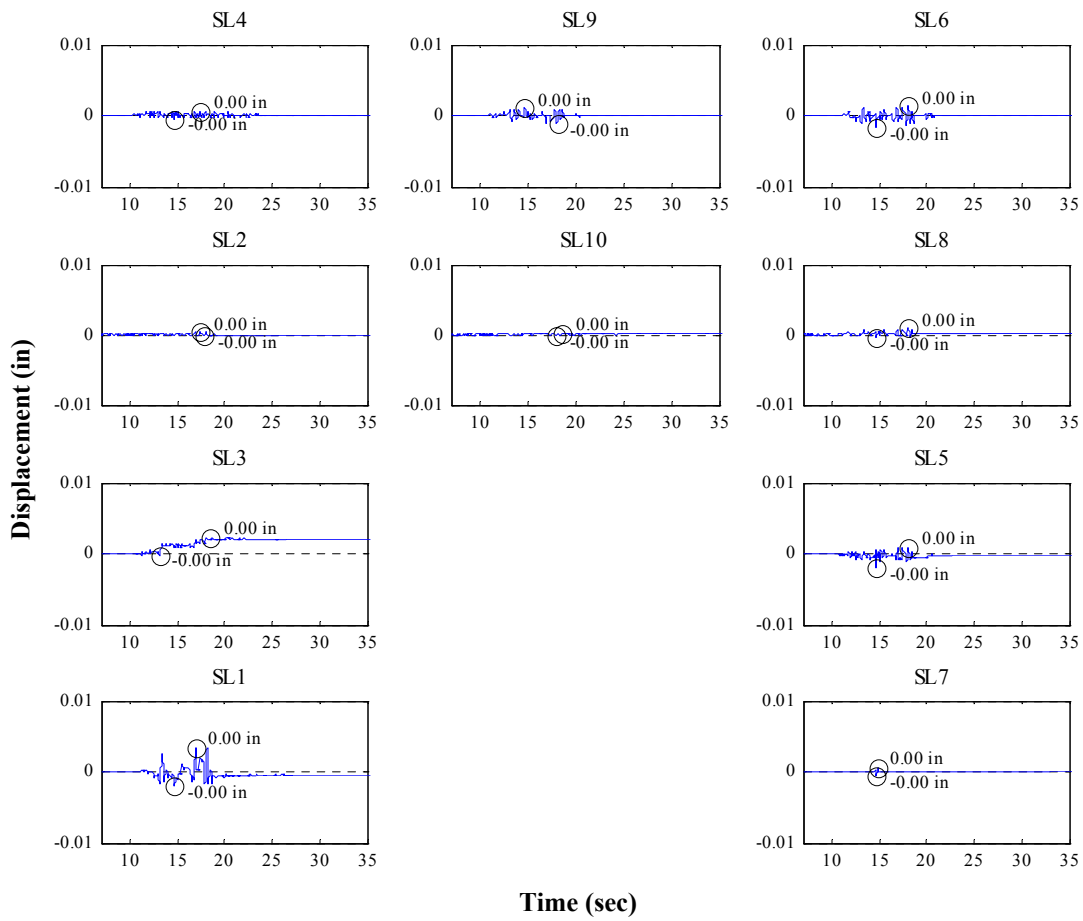 SL4 SL9 SL6
0.01 0.01 0.01
0.00 in 0.00 in 0.00 in
0 0 0
-0.00 in -0.00 in -0.00 in
-0.01 -0.01 -0.01
10 15 20 25 30 35 10 15 20 25 30 35 10 15 20 25 30 35
SL2 SL10 SL8
0.01 0.01 0.01
0.00 in 0.00 in 0.00 in
0 0 0
-0.00 in -0.00 in -0.00 in
-0.01 -0.01 -0.01
10 15 20 25 30 35 10 15 20 25 30 35 10 15 20 25 30 35
Displacement (in)
SL3 SL5
0.01 0.01
0.00 in 0.00 in
0 0
-0.00 in -0.00 in
-0.01 -0.01
10 15 20 25 30 35 10 15 20 25 30 35
SL1 SL7
0.01 0.01
0.00 in 0.00 in
0 0
-0.00 in -0.00 in
-0.01 -0.01
10 15 20 25 30 35 10 15 20 25 30 35
Time (sec)